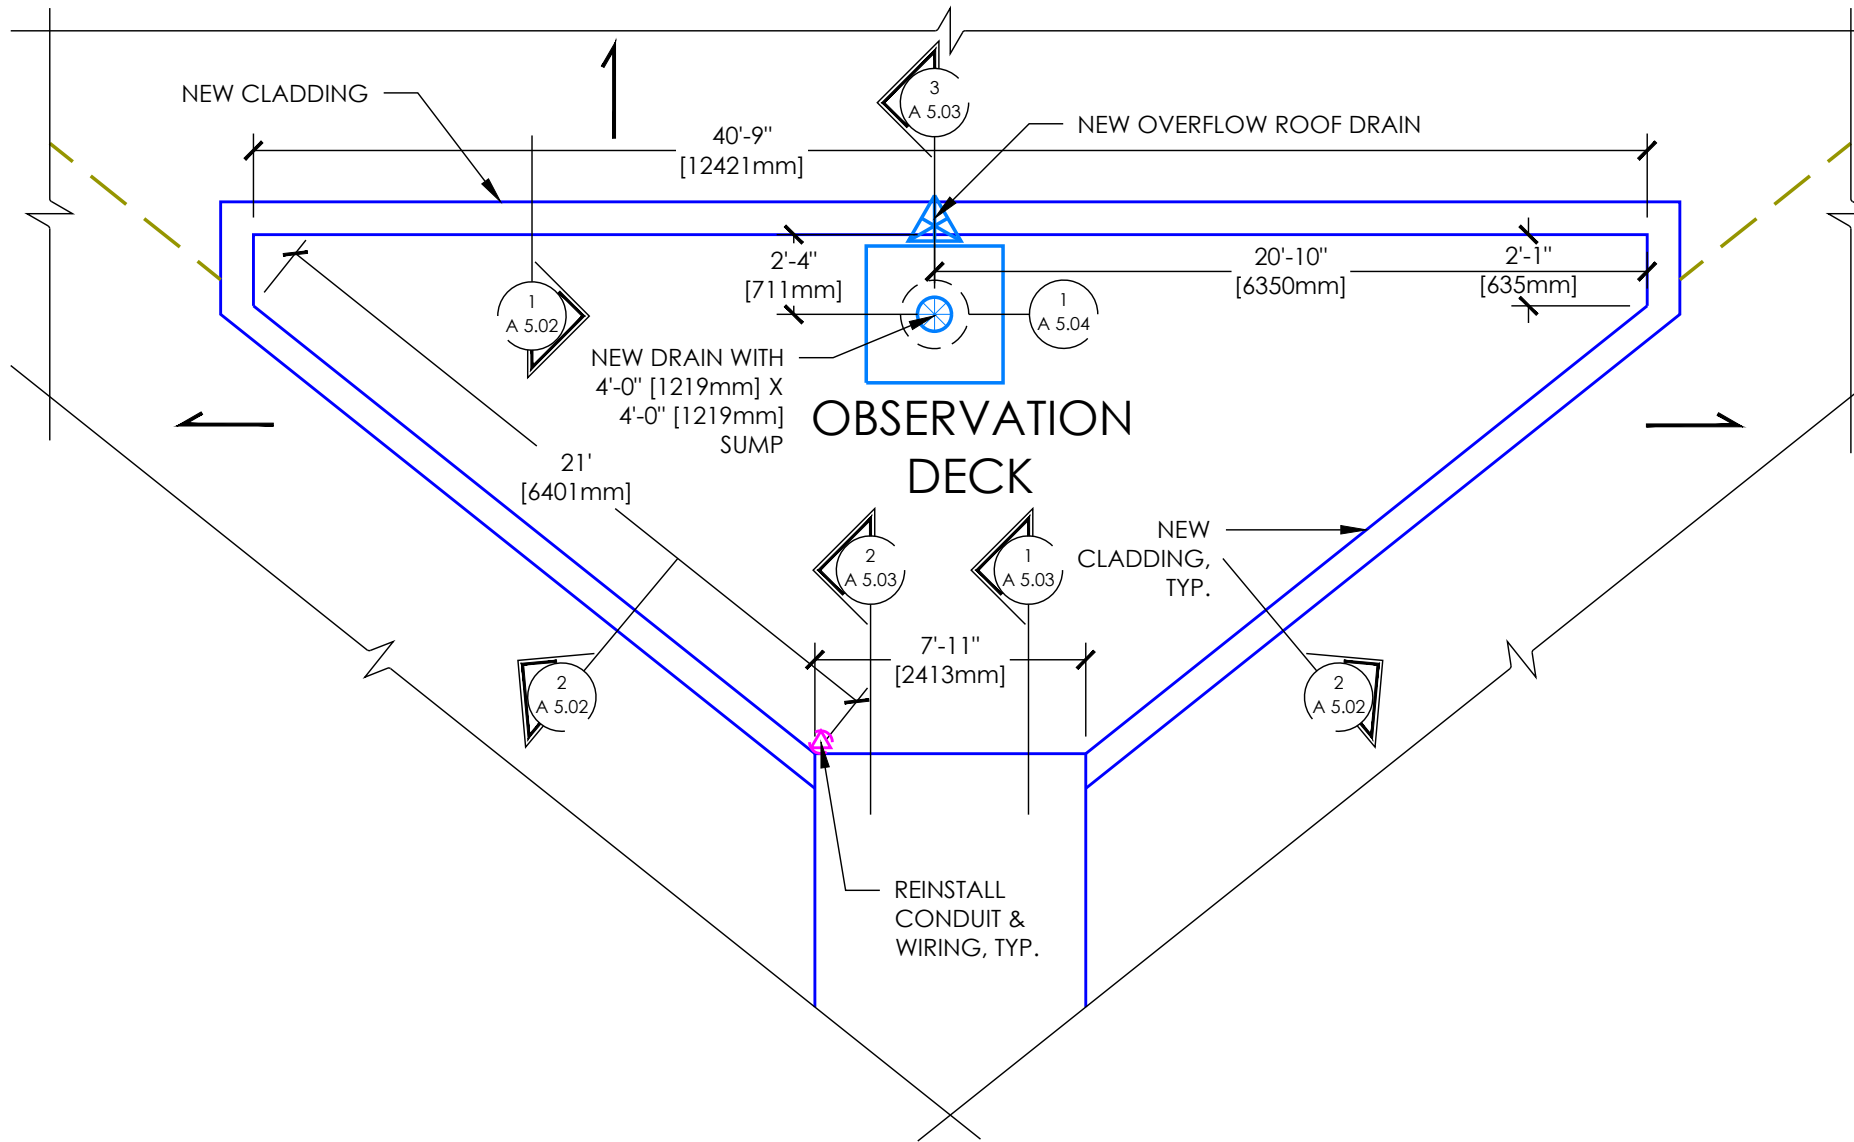 3
A 5.03
NEW CLADDING
NEW OVERFLOW ROOF DRAIN
40'-9"
[12421mm]
2'-4"
[711mm]
20'-10"
[6350mm]
2'-1"
[635mm]
1
A 5.02
1
A 5.04
NEW DRAIN WITH
4'-0" [1219mm] X
4'-0" [1219mm]
SUMP
OBSERVATION
DECK
21'
[6401mm]
NEW
CLADDING,
TYP.
2
A 5.03
1
A 5.03
7'-11"
[2413mm]
2
A 5.02
2
A 5.02
REINSTALL
CONDUIT &
WIRING, TYP.